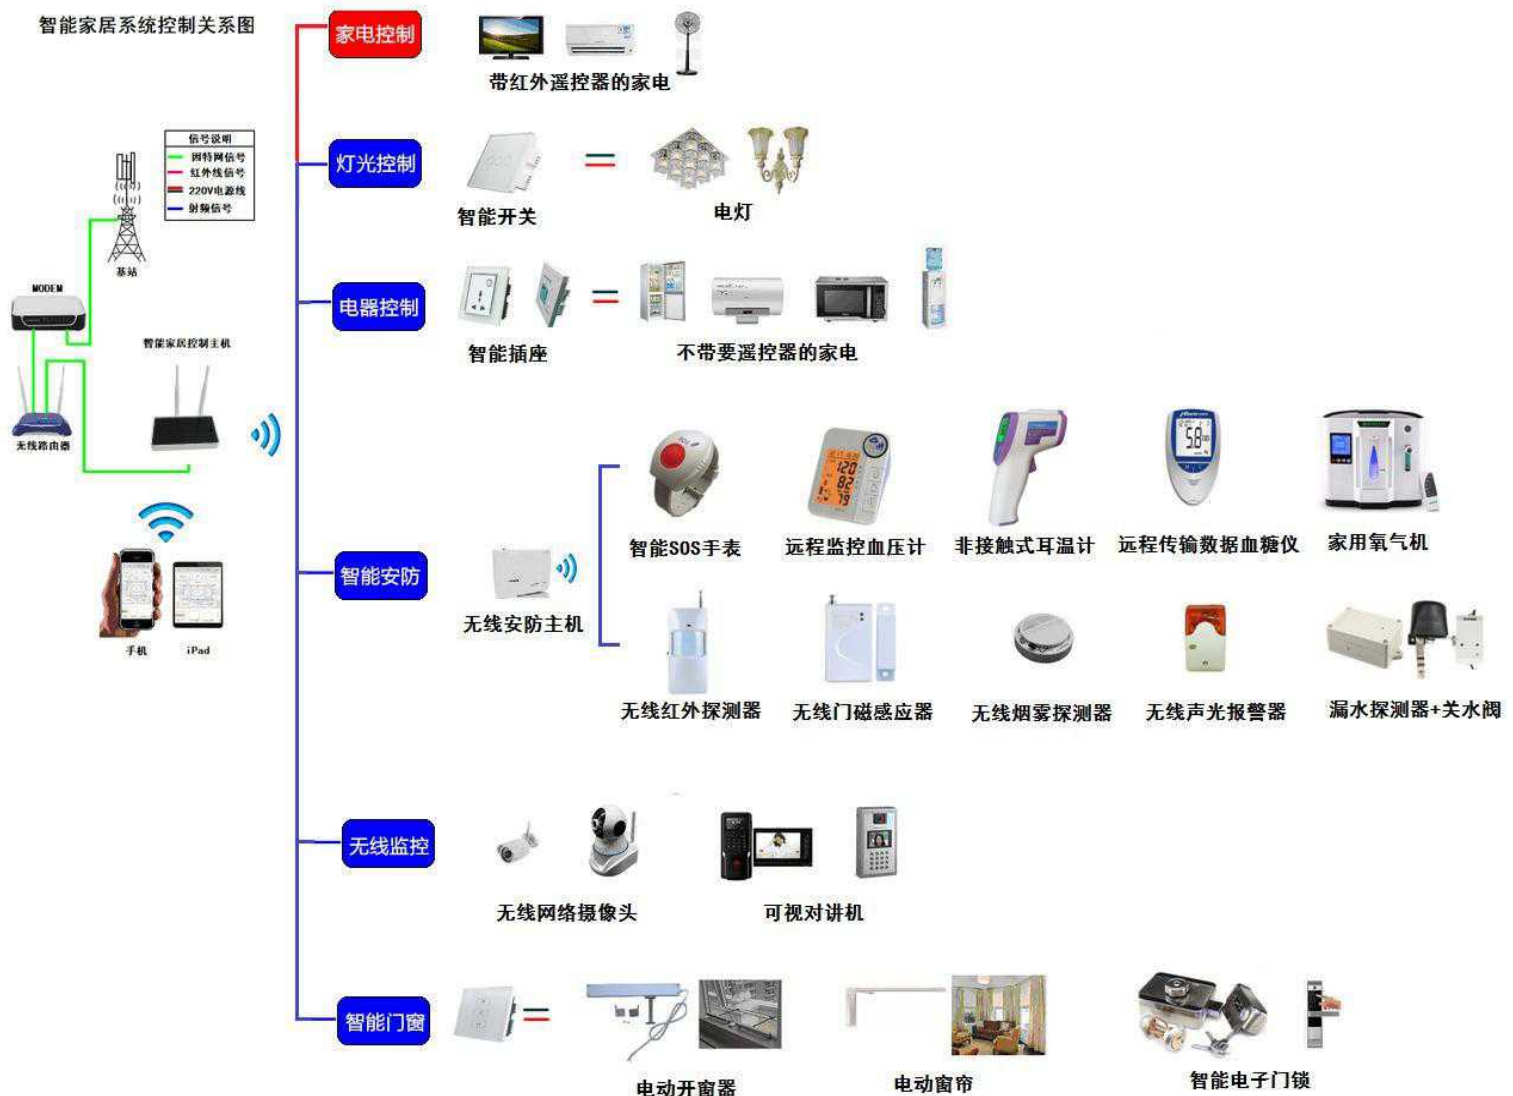 智能家居系统控制关系图
家电控制
带红外遥控器的家电
信号说明
因特网信号
红外线信号
220V电源线
射频信号
灯光控制
智能开关
电灯
基站
MODEM
电器控制
智能插座
不带要遥控器的家电
智能家居控制主机
无线路由器
智能SOS手表
远程监控血压计
非接触式耳温计
远程传输数据血糖仪
家用氧气机
智能安防
无线安防主机
手机
iPad
无线红外探测器
无线门磁感应器
无线烟雾探测器
无线声光报警器
漏水探测器+关水阀
无线监控
无线网络摄像头
可视对讲机
智能门窗
电动开窗器
电动窗帘
智能电子门锁
SOS
120
82
79
5.8